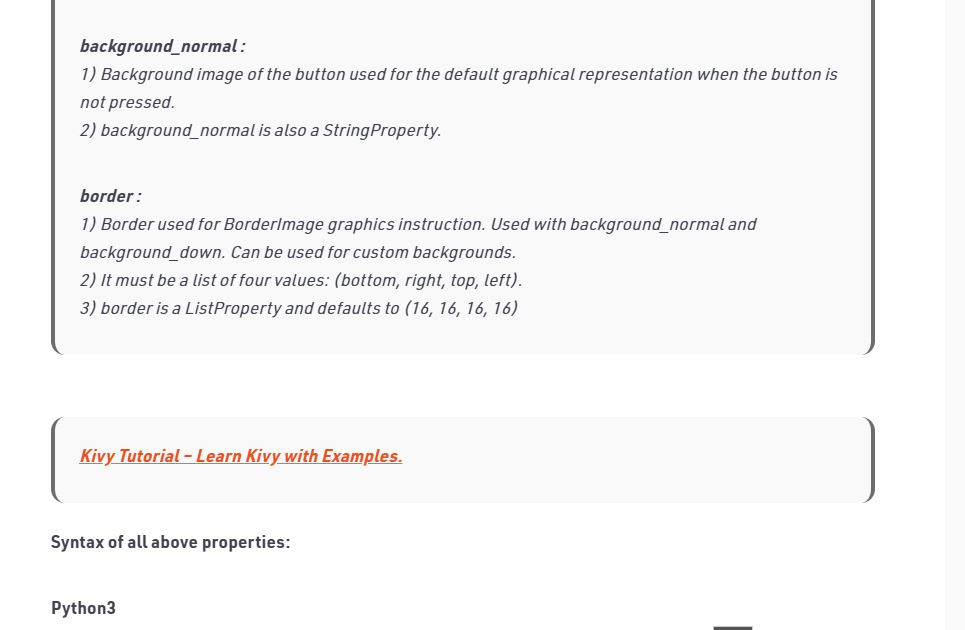 background_normal :
1) Background image of the button used for the default graphical representation when the button is
not pressed.
2) background_normal is also a StringProperty.
border :
1) Border used for BorderImage graphics instruction. Used with background_normal and
background_down. Can be used for custom backgrounds.
2) It must be a list of four values: (bottom, right, top, left).
3) border is a ListProperty and defaults to (16, 16, 16, 16)
Kivy Tutorial – Learn Kivy with Examples.
Syntax of all above properties:
Python3